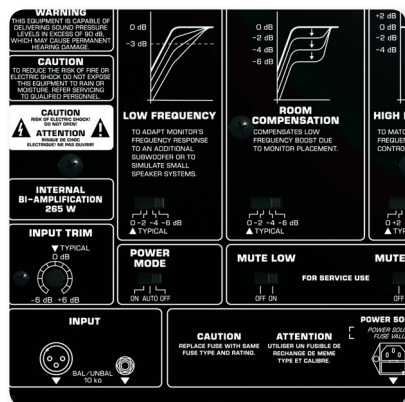 WARNING
THIS EQUIPMENT IS CAPABLE OF
DELIVERING SOUND PRESSURE
LEVELS IN EXCESS OF 90 dB,
WHICH MAY CAUSE PERMANENT
HEARING DAMAGE.
CAUTION
TO REDUCE THE RISK OF FIRE OR
ELECTRIC SHOCK DO NOT EXPOSE
THIS EQUIPMENT TO RAIN OR
MOISTURE. REFER SERVICING
TO QUALIFIED PERSONNEL.
CAUTION
RISK OF ELECTRIC SHOCK!
DO NOT OPEN!
ATTENTION
RISQUE DE CHOC
ELECTRIQUE! NE PAS OUVRIR!
INTERNAL
BI-AMPLIFICATION
265 W
INPUT TRIM
▼TYPICAL
0 dB
-6 dB +6 dB
0 dB
-3 dB
LOW FREQUENCY
TO ADAPT MONITOR'S
FREQUENCY RESPONSE
TO AN ADDITIONAL
SUBWOOFER OR TO
SIMULATE SMALL
SPEAKER SYSTEMS.
0 -2 -4 -6 dB
▲TYPICAL
0 dB
-2 dB
-4 dB
-6 dB
ROOM
COMPENSATION
COMPENSATES LOW
FREQUENCY BOOST DUE
TO MONITOR PLACEMENT.
0 -2 -4 -6 dB
▲TYPICAL
+2 dB
0 dB
-2 dB
-4 dB
HIGH
TO
CONTRO
0 +2
▲TYP
POWER
MODE
ON AUTO OFF
MUTE LOW
OFF ON
FOR SERVICE USE
MUTE
OFF
INPUT
BAL/UNBAL
10 kΩ
CAUTION
REPLACE FUSE WITH SAME
FUSE TYPE AND RATING.
ATTENTION
UTILISER UN FUSIBLE DE
RECHANGE DE MEME
TYPE ET CALIBRE.
POWER SO
POWER SOU
FUSE VALU